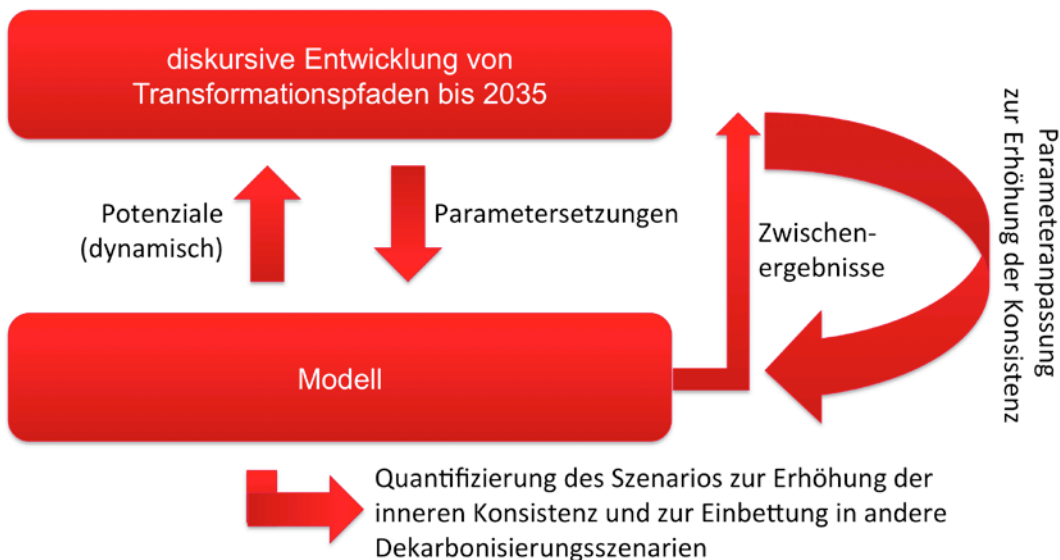 diskursive Entwicklung von
Transformationspfaden bis 2035
Potenziale
(dynamisch)
Parametersetzungen
Zwischen-
ergebnisse
Parameteranpassung
zur Erhöhung der Konsistenz
Modell
Quantifizierung des Szenarios zur Erhöhung der
inneren Konsistenz und zur Einbettung in andere
Dekarbonisierungsszenarien